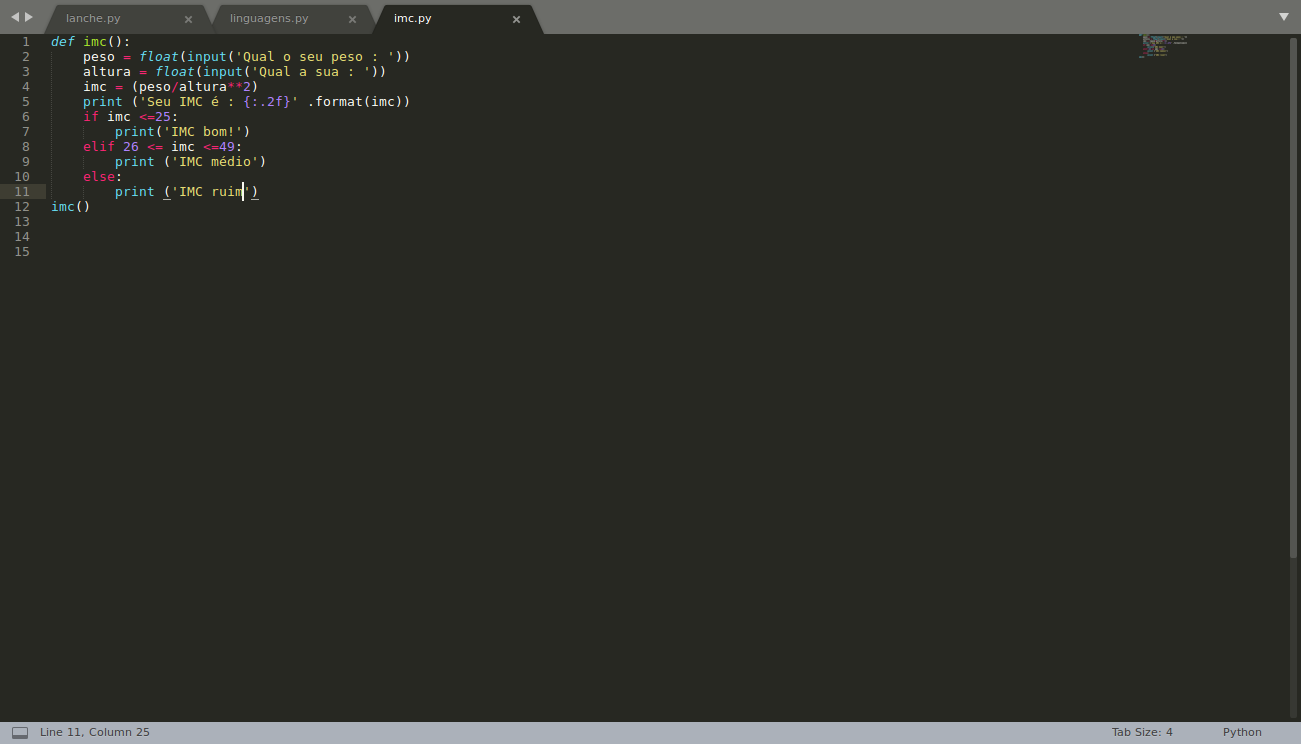 lanche.py × linguagens.py × imc.py ×
1 def imc():
2     peso = float(input('Qual o seu peso : '))
3     altura = float(input('Qual a sua : '))
4     imc = (peso/altura**2)
5     print ('Seu IMC é : {:.2f}' .format(imc))
6     if imc <=25:
7         print('IMC bom!')
8     elif 26 <= imc <=49:
9         print ('IMC médio')
10     else:
11         print ('IMC ruim')
12 imc()
13
14
15
Line 11, Column 25 Tab Size: 4 Python